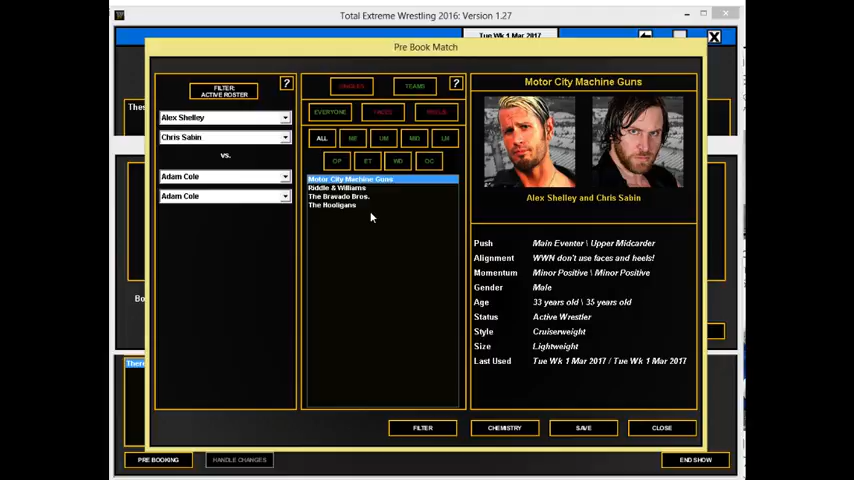 Total Extreme Wrestling 2016: Version 1.27
Tue Wk 1 Mar 2017
X
Pre Book Match
FILTER:
ACTIVE ROSTER
?
Alex Shelley
Chris Sabin
vs.
Adam Cole
Adam Cole
SINGLES
TEAMS
?
EVERYONE
FACES
HEELS
ALL
ME
UM
MID
LM
OP
ET
WD
OC
Motor City Machine Guns
Riddle & Williams
The Bravado Bros.
The Hooligans
Motor City Machine Guns
Alex Shelley and Chris Sabin
Push Main Eventer \ Upper Midcarder
Alignment WWN don't use faces and heels!
Momentum Minor Positive \ Minor Positive
Gender Male
Age 33 years old \ 35 years old
Status Active Wrestler
Style Cruiserweight
Size Lightweight
Last Used Tue Wk 1 Mar 2017 / Tue Wk 1 Mar 2017
FILTER
CHEMISTRY
SAVE
CLOSE
Thes
Bo
There
PRE BOOKING
HANDLE CHANGES
END SHOW